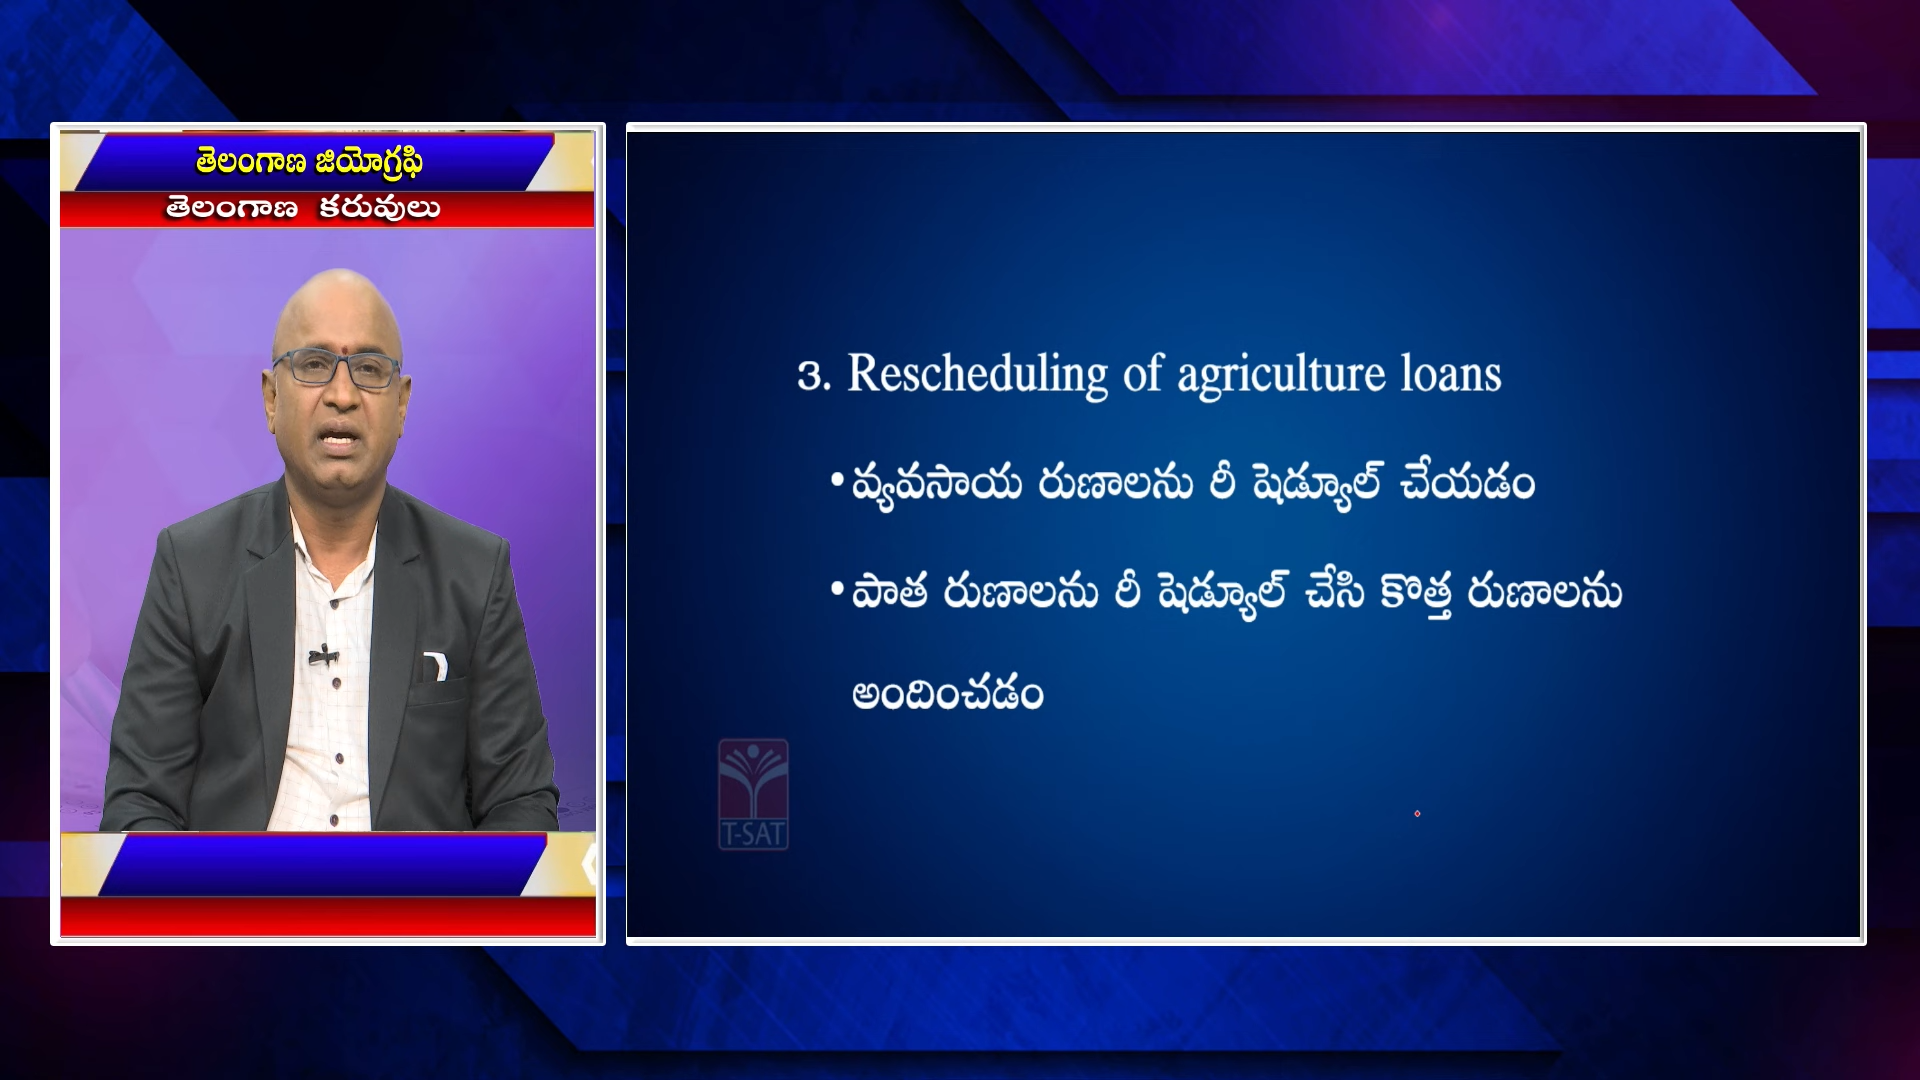 తెలంగాణ జియోగ్రఫి
తెలంగాణ కరువులు
3. Rescheduling of agriculture loans
•వ్యవసాయ రుణాలను రీ షెడ్యూల్ చేయడం
•పాత రుణాలను రీ షెడ్యూల్ చేసి కొత్త రుణాలను
అందించడం
T-SAT